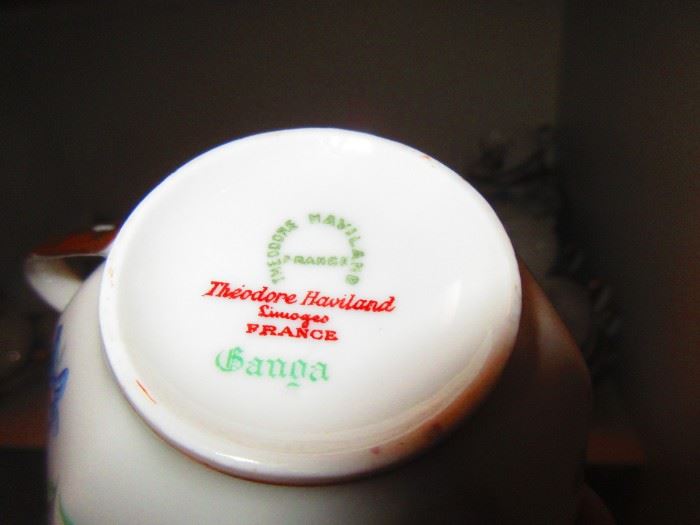 THEODORE HAVILAND
FRANCE
Théodore Haviland
Limoges
FRANCE
Ganga